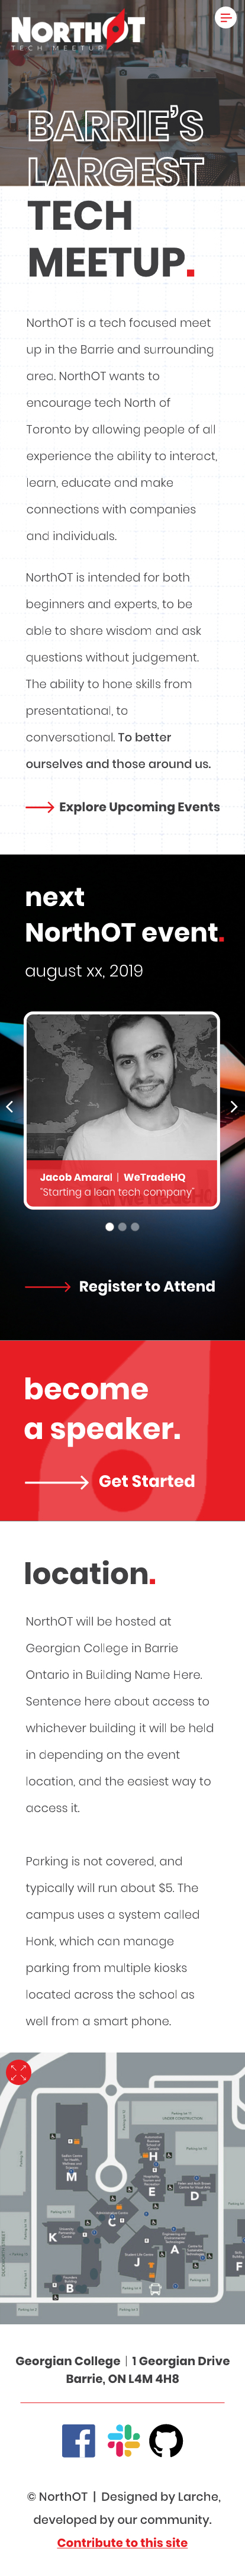 NORTHOT
TECH MEETUP
BARRIE'S
LARGEST
TECH
MEETUP.
NorthOT is a tech focused meet
up in the Barrie and surrounding
area. NorthOT wants to
encourage tech North of
Toronto by allowing people of all
experience the ability to interact,
learn, educate and make
connections with companies
and individuals.
NorthOT is intended for both
beginners and experts, to be
able to share wisdom and ask
questions without judgement.
The ability to hone skills from
presentational, to
conversational. To better
ourselves and those around us.
Explore Upcoming Events
next
NorthOT event.
august xx, 2019
Jacob Amaral | WeTradeHQ
"Starting a lean tech company"
Register to Attend
become
a speaker.
Get Started
location.
NorthOT will be hosted at
Georgian College in Barrie
Ontario in Building Name Here.
Sentence here about access to
whichever building it will be held
in depending on the event
location, and the easiest way to
access it.
Parking is not covered, and
typically will run about $5. The
campus uses a system called
Honk, which can manage
parking from multiple kiosks
located across the school as
well from a smart phone.
H
M
E
D
C
K
A
J
F
B
Georgian College | 1 Georgian Drive
Barrie, ON L4M 4H8
© NorthOT | Designed by Larche,
developed by our community.
Contribute to this site